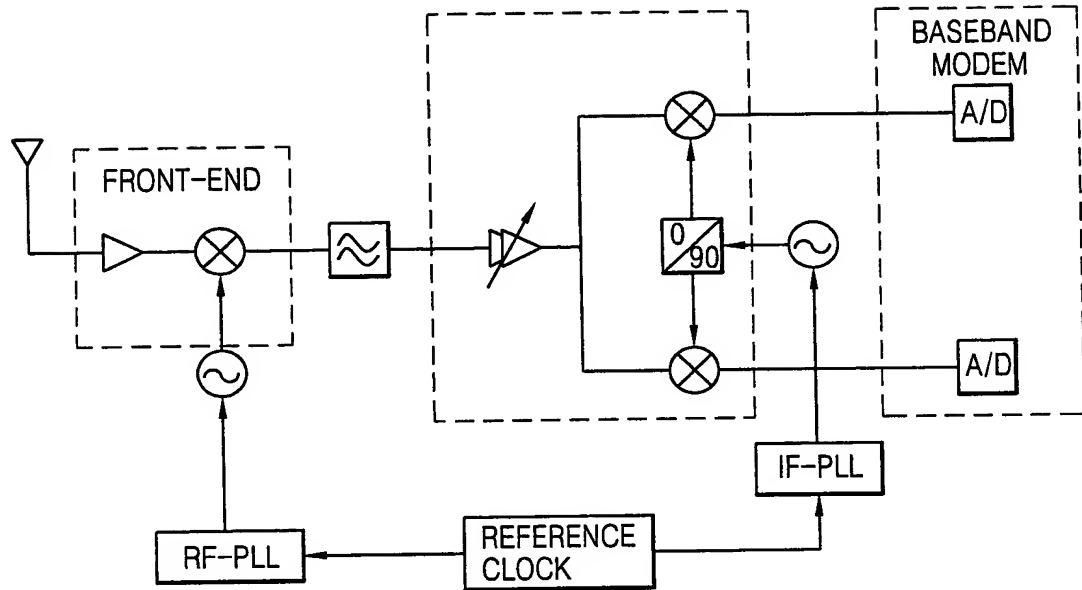 BASEBAND
MODEM
A/D
FRONT-END
0
90
A/D
IF-PLL
RF-PLL
REFERENCE
CLOCK